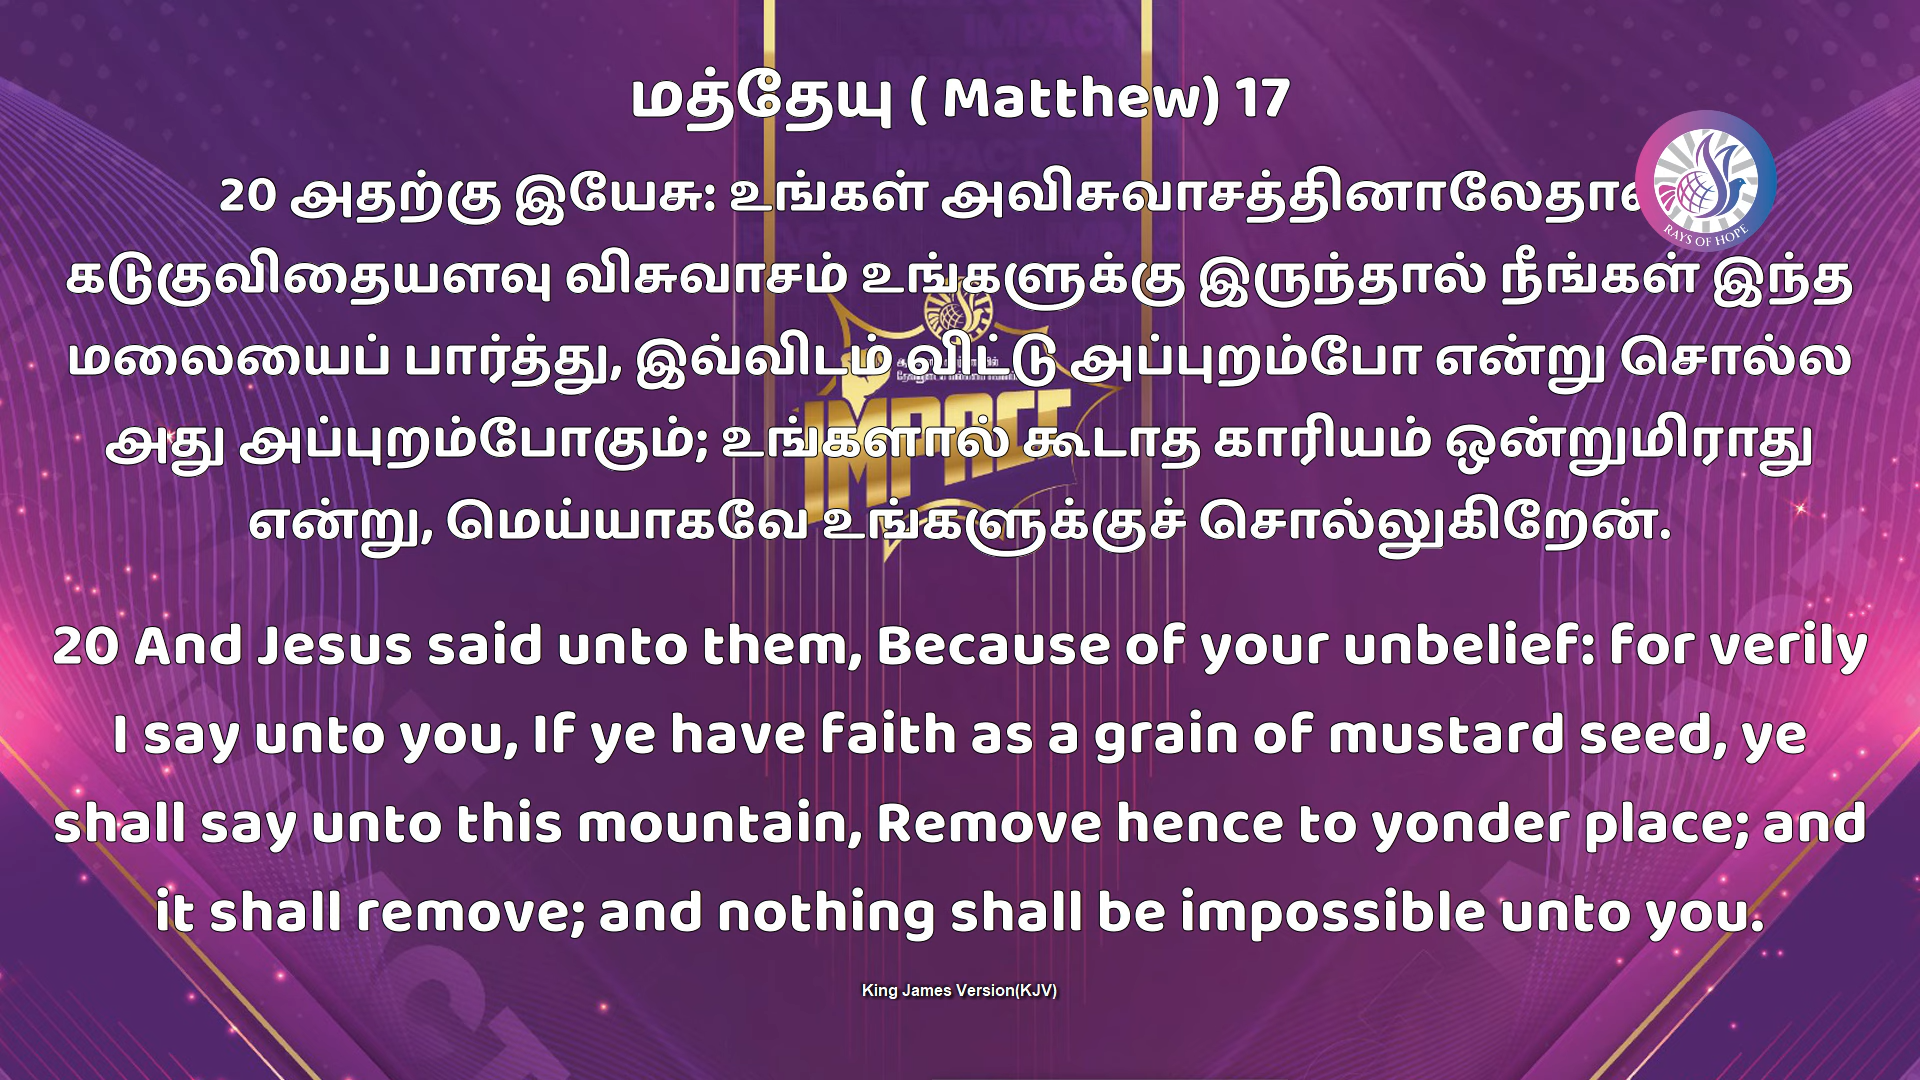 மத்தேயு ( Matthew) 17
20 அதற்கு இயேசு: உங்கள்
RAYS OF HOPE
கடுகுவிதையளவு விசுவாசம் உங்களுக்கு இருந்தால் நீங்கள் இந்த
மலையைப் பார்த்து, இவ்விடம் விட்டு அப்புறம்போ என்று சொல்ல
அது அப்புறம்போகும்; உங்களால் கூடாத காரியம் ஒன்றுமிராது
IMPACT
என்று, மெய்யாகவே உங்களுக்குச் சொல்லுகிறேன்.
20 And Jesus said unto them, Because of your unbelief: for verily
I say unto you, If ye have faith as a grain of mustard seed, ye
shall say unto this mountain, Remove hence to yonder place; and
it shall remove; and nothing shall be impossible unto you.
King James Version(KJV)